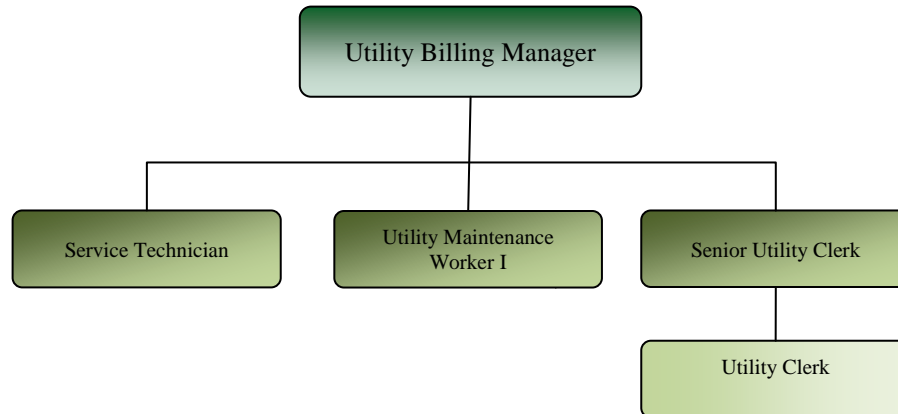 Utility Billing Manager
Service Technician
Utility Maintenance
Worker I
Senior Utility Clerk
Utility Clerk